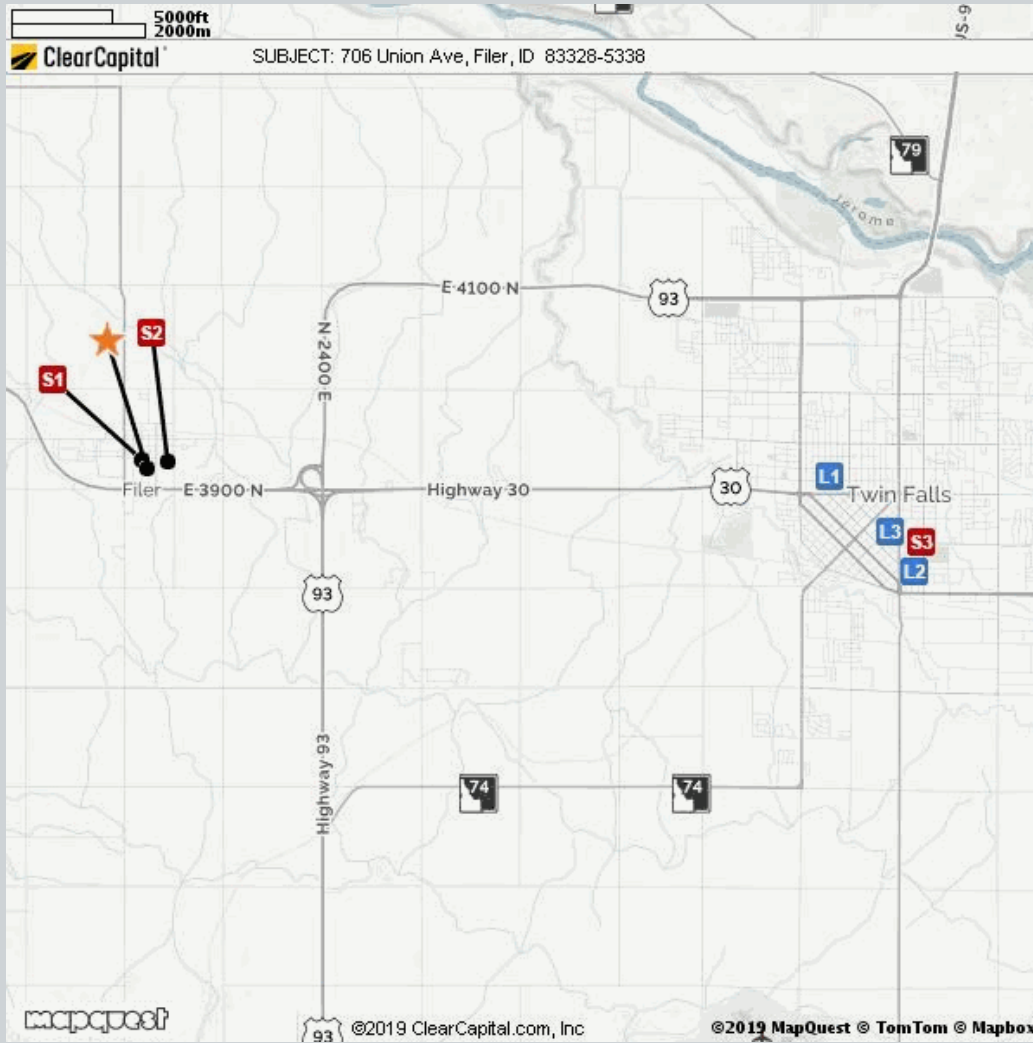 5000ft
2000m
ClearCapital
SUBJECT: 706 Union Ave, Filer, ID 83328-5338
US-9
79
Jerome
E 4100 N
93
N 2400 E
S2
S1
Filer
E 3900 N
Highway 30
30
L1
Twin Falls
L3
S3
L2
93
Highway 93
74
74
mapquest
93
©2019 ClearCapital.com, Inc
©2019 MapQuest © TomTom © Mapbox